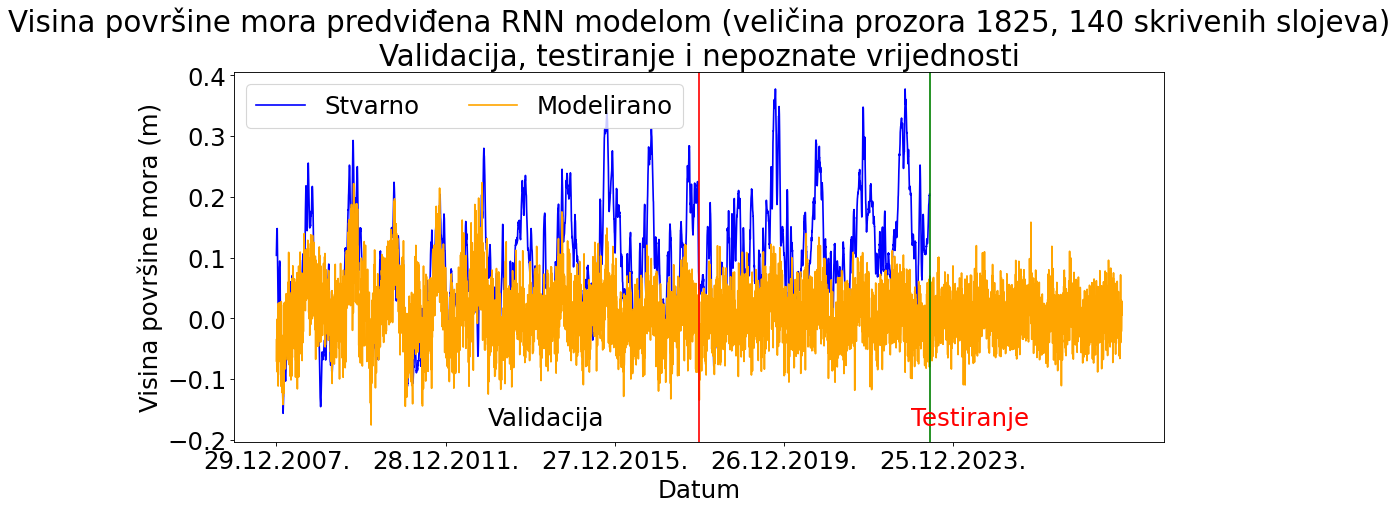 Visina površine mora predviđena RNN modelom (veličina prozora 1825, 140 skrivenih slojeva)
Validacija, testiranje i nepoznate vrijednosti
Stvarno
Modelirano
Visina površine mora (m)
0.4
0.3
0.2
0.1
0.0
−0.1
−0.2
Validacija
Testiranje
29.12.2007.
28.12.2011.
27.12.2015.
26.12.2019.
25.12.2023.
Datum